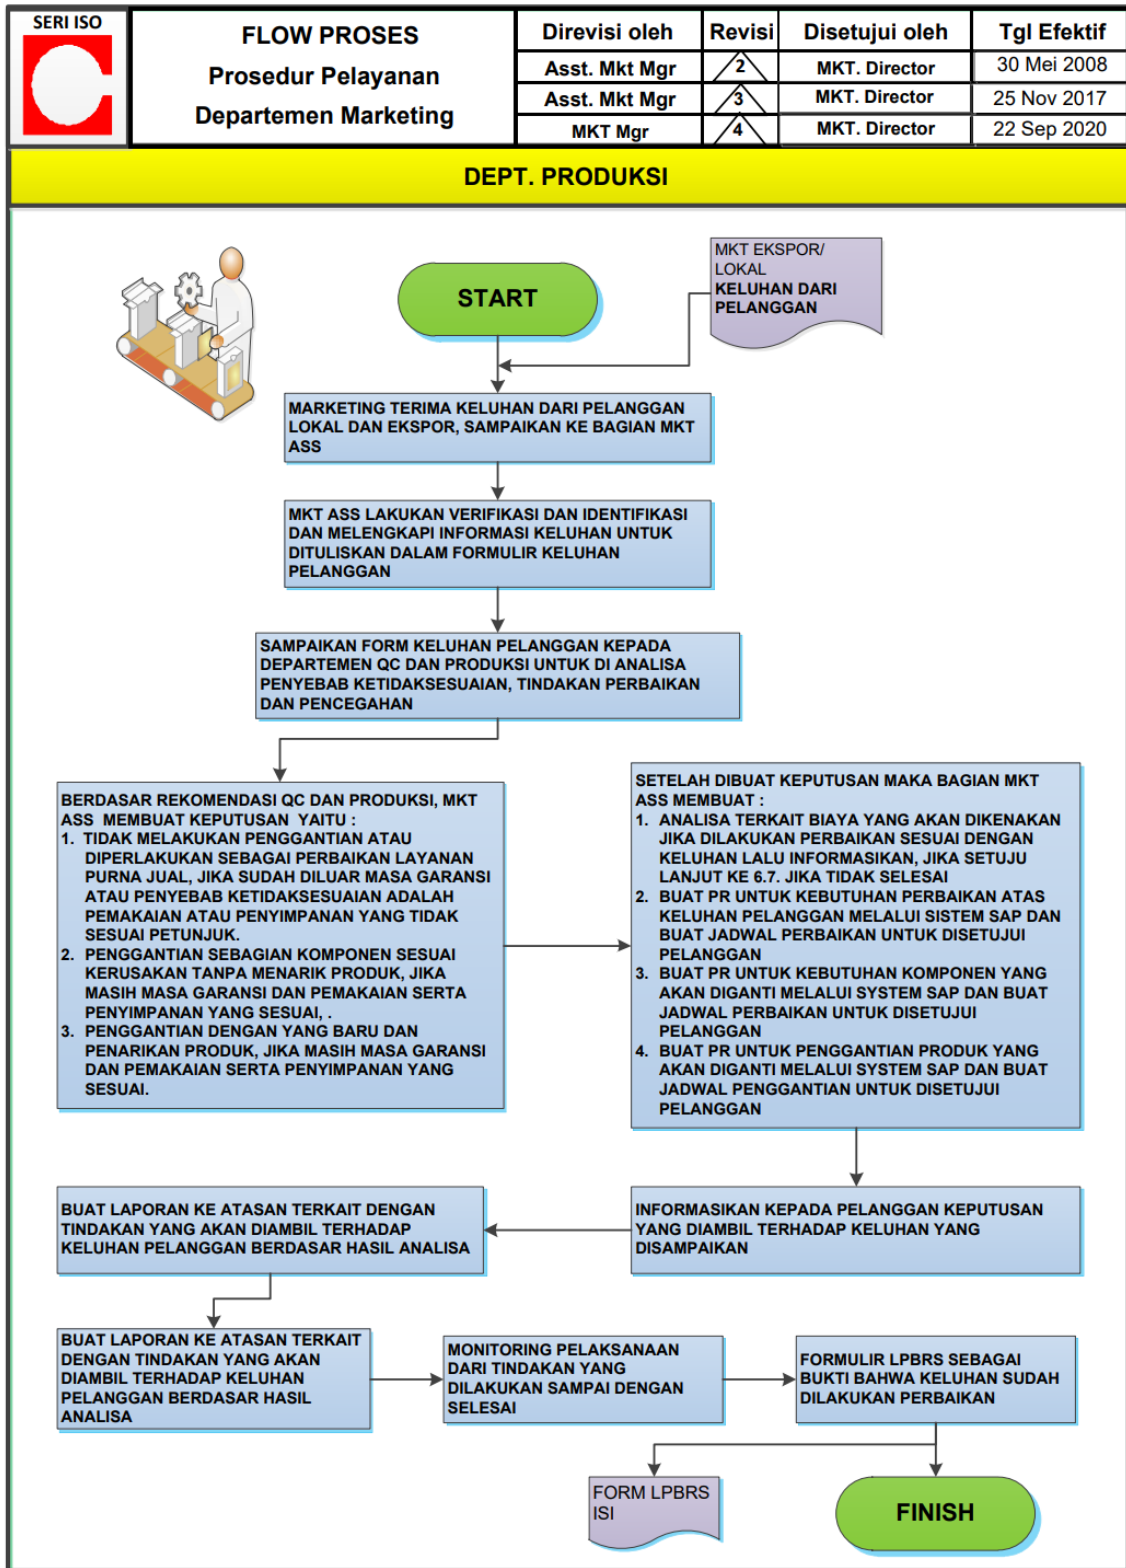 SERI ISO
FLOW PROSES
Prosedur Pelayanan
Departemen Marketing
Direvisi oleh Revisi Disetujui oleh Tgl Efektif
Asst. Mkt Mgr 2 MKT. Director 30 Mei 2008
Asst. Mkt Mgr 3 MKT. Director 25 Nov 2017
MKT Mgr 4 MKT. Director 22 Sep 2020
DEPT. PRODUKSI
START
MKT EKSPOR/
LOKAL
KELUHAN DARI
PELANGGAN
MARKETING TERIMA KELUHAN DARI PELANGGAN
LOKAL DAN EKSPOR, SAMPAIKAN KE BAGIAN MKT
ASS
MKT ASS LAKUKAN VERIFIKASI DAN IDENTIFIKASI
DAN MELENGKAPI INFORMASI KELUHAN UNTUK
DITULISKAN DALAM FORMULIR KELUHAN
PELANGGAN
SAMPAIKAN FORM KELUHAN PELANGGAN KEPADA
DEPARTEMEN QC DAN PRODUKSI UNTUK DI ANALISA
PENYEBAB KETIDAKSESUAIAN, TINDAKAN PERBAIKAN
DAN PENCEGAHAN
BERDASAR REKOMENDASI QC DAN PRODUKSI, MKT
ASS MEMBUAT KEPUTUSAN YAITU :
1. TIDAK MELAKUKAN PENGGANTIAN ATAU
DIPERLAKUKAN SEBAGAI PERBAIKAN LAYANAN
PURNA JUAL, JIKA SUDAH DILUAR MASA GARANSI
ATAU PENYEBAB KETIDAKSESUAIAN ADALAH
PEMAKAIAN ATAU PENYIMPANAN YANG TIDAK
SESUAI PETUNJUK.
2. PENGGANTIAN SEBAGIAN KOMPONEN SESUAI
KERUSAKAN TANPA MENARIK PRODUK, JIKA
MASIH MASA GARANSI DAN PEMAKAIAN SERTA
PENYIMPANAN YANG SESUAI, .
3. PENGGANTIAN DENGAN YANG BARU DAN
PENARIKAN PRODUK, JIKA MASIH MASA GARANSI
DAN PEMAKAIAN SERTA PENYIMPANAN YANG
SESUAI.
SETELAH DIBUAT KEPUTUSAN MAKA BAGIAN MKT
ASS MEMBUAT :
1. ANALISA TERKAIT BIAYA YANG AKAN DIKENAKAN
JIKA DILAKUKAN PERBAIKAN SESUAI DENGAN
KELUHAN LALU INFORMASIKAN, JIKA SETUJU
LANJUT KE 6.7. JIKA TIDAK SELESAI
2. BUAT PR UNTUK KEBUTUHAN PERBAIKAN ATAS
KELUHAN PELANGGAN MELALUI SISTEM SAP DAN
BUAT JADWAL PERBAIKAN UNTUK DISETUJUI
PELANGGAN
3. BUAT PR UNTUK KEBUTUHAN KOMPONEN YANG
AKAN DIGANTI MELALUI SYSTEM SAP DAN BUAT
JADWAL PERBAIKAN UNTUK DISETUJUI
PELANGGAN
4. BUAT PR UNTUK PENGGANTIAN PRODUK YANG
AKAN DIGANTI MELALUI SYSTEM SAP DAN BUAT
JADWAL PENGGANTIAN UNTUK DISETUJUI
PELANGGAN
INFORMASIKAN KEPADA PELANGGAN KEPUTUSAN
YANG DIAMBIL TERHADAP KELUHAN YANG
DISAMPAIKAN
BUAT LAPORAN KE ATASAN TERKAIT DENGAN
TINDAKAN YANG AKAN DIAMBIL TERHADAP
KELUHAN PELANGGAN BERDASAR HASIL ANALISA
BUAT LAPORAN KE ATASAN TERKAIT
DENGAN TINDAKAN YANG AKAN
DIAMBIL TERHADAP KELUHAN
PELANGGAN BERDASAR HASIL
ANALISA
MONITORING PELAKSANAAN
DARI TINDAKAN YANG
DILAKUKAN SAMPAI DENGAN
SELESAI
FORMULIR LPBRS SEBAGAI
BUKTI BAHWA KELUHAN SUDAH
DILAKUKAN PERBAIKAN
FORM LPBRS
ISI
FINISH